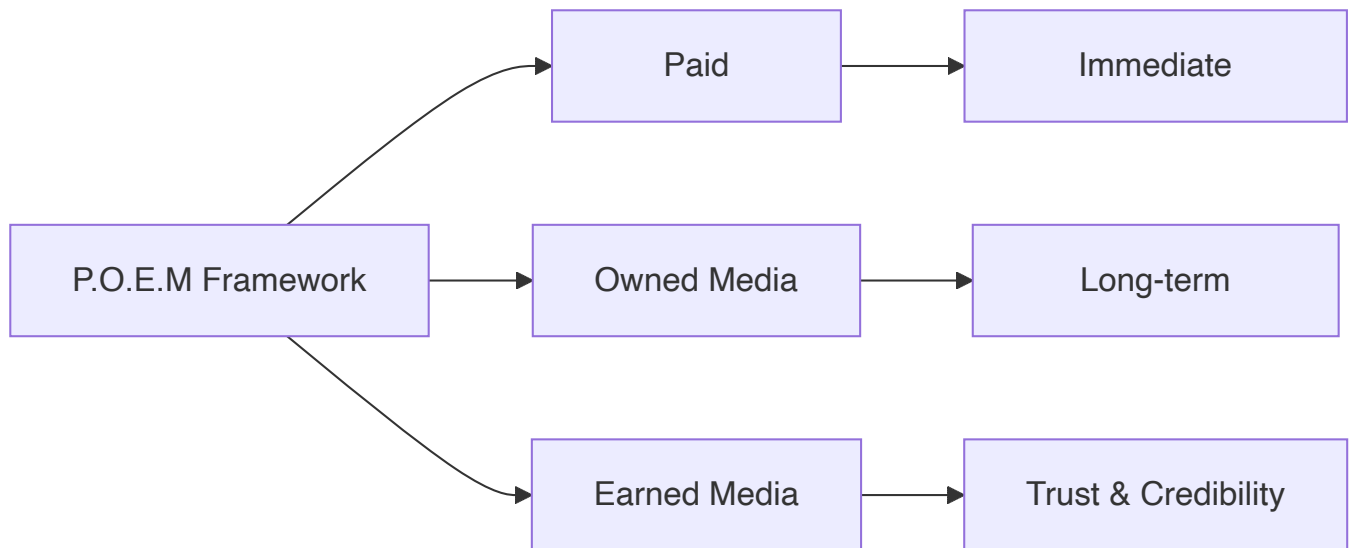 Paid
Immediate
P.O.E.M Framework
Owned Media
Long-term
Earned Media
Trust & Credibility